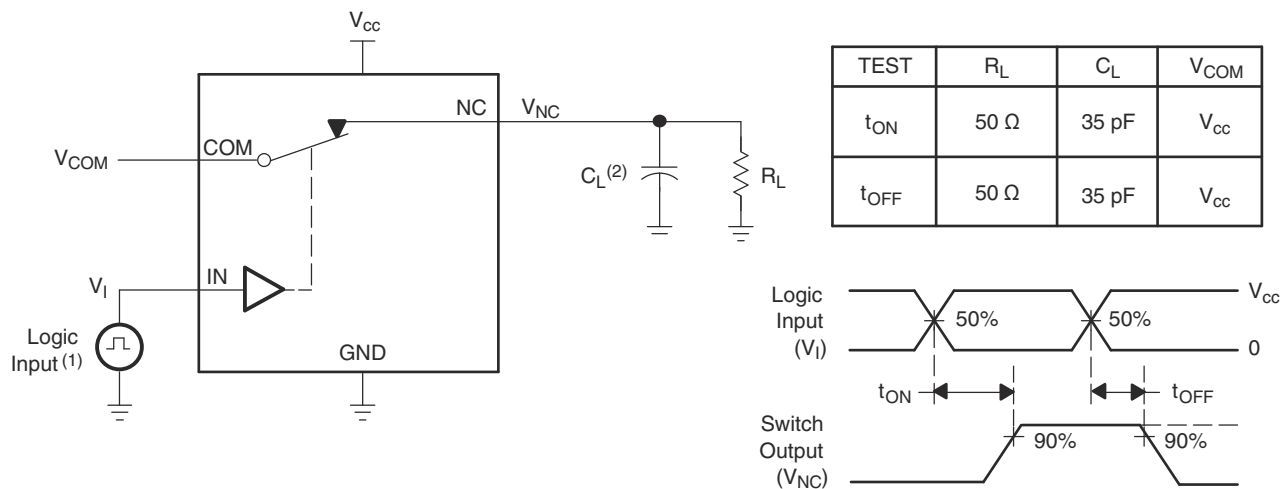 Vcc
NC VNC
COM
VCOM
CL(2)
RL
IN
VI
Logic
Input(1)
GND
TEST RL CL VCOM
tON 50 Ω 35 pF Vcc
tOFF 50 Ω 35 pF Vcc
Logic
Input
(VI)
50%
50%
Vcc
0
tON
tOFF
Switch
Output
(VNC)
90%
90%